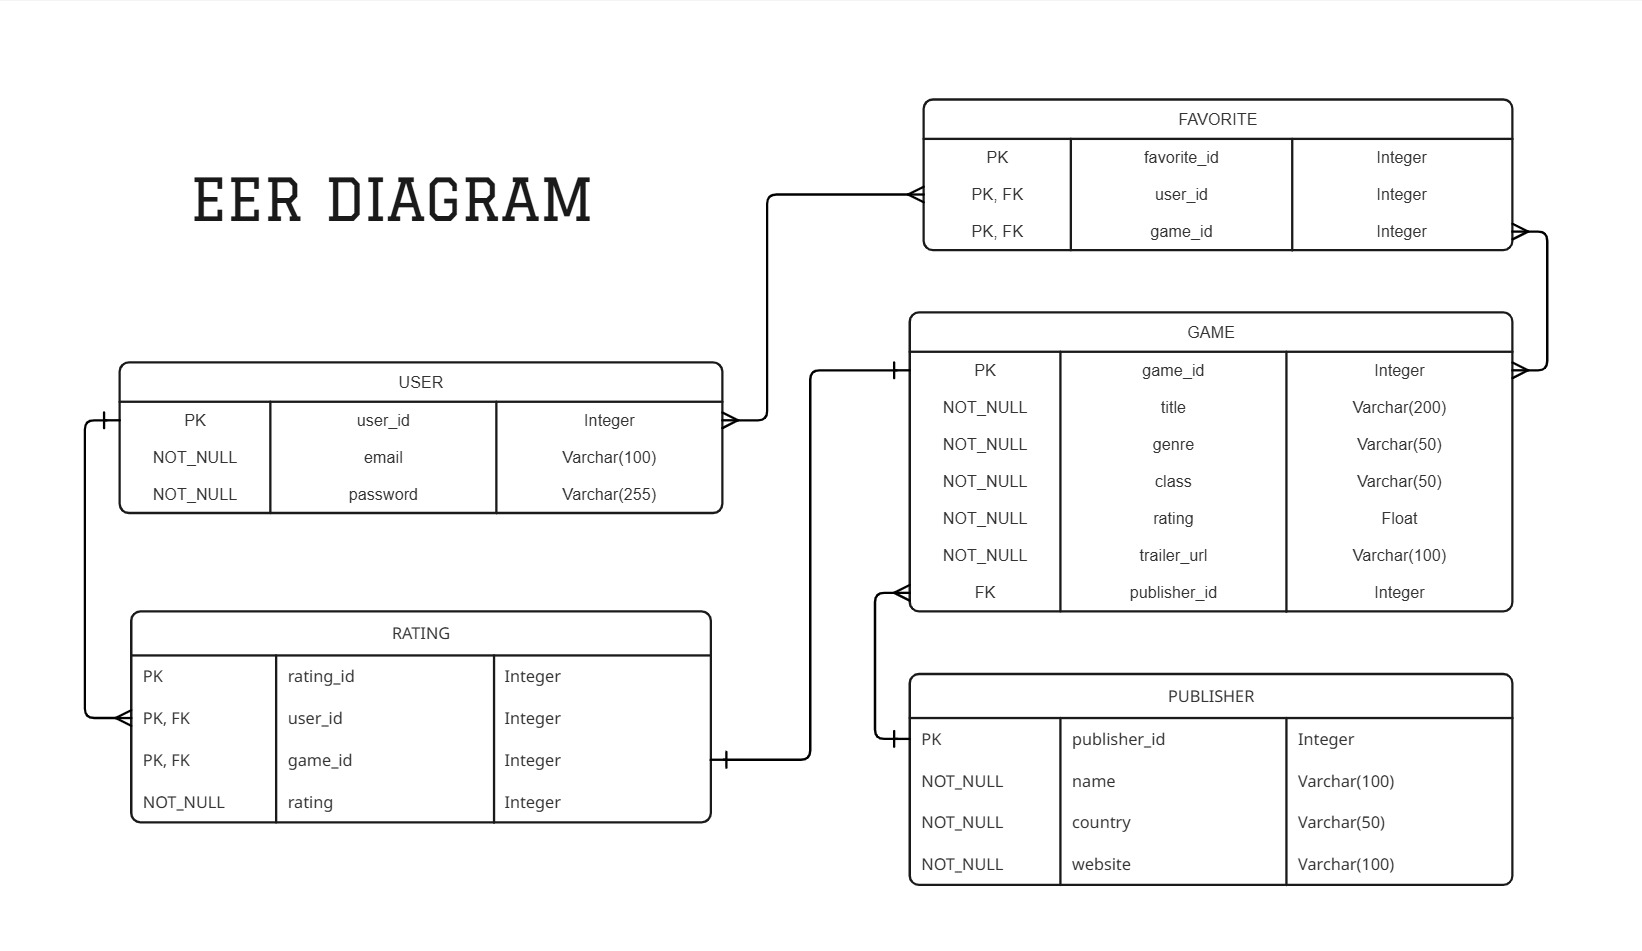 EER DIAGRAM
FAVORITE
PK favorite_id Integer
PK, FK user_id Integer
PK, FK game_id Integer
USER
PK user_id Integer
NOT_NULL email Varchar(100)
NOT_NULL password Varchar(255)
GAME
PK game_id Integer
NOT_NULL title Varchar(200)
NOT_NULL genre Varchar(50)
NOT_NULL class Varchar(50)
NOT_NULL rating Float
NOT_NULL trailer_url Varchar(100)
FK publisher_id Integer
RATING
PK rating_id Integer
PK, FK user_id Integer
PK, FK game_id Integer
NOT_NULL rating Integer
PUBLISHER
PK publisher_id Integer
NOT_NULL name Varchar(100)
NOT_NULL country Varchar(50)
NOT_NULL website Varchar(100)